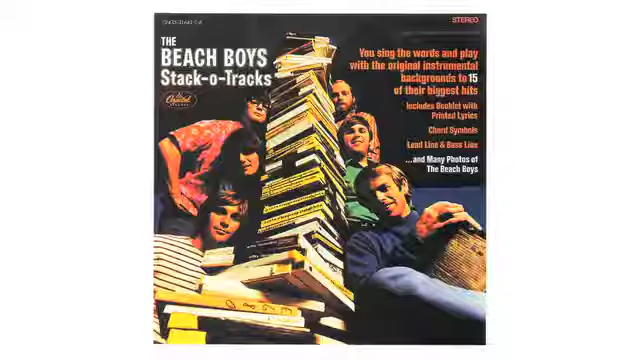 STEREO
THE
BEACH BOYS
Stack-o-Tracks
Capitol
You sing the words and play
with the original instrumental
backgrounds to 15
of their biggest hits
Includes Booklet with
Printed Lyrics
Chord Symbols
Lead Line & Bass Line
...and Many Photos of
The Beach Boys